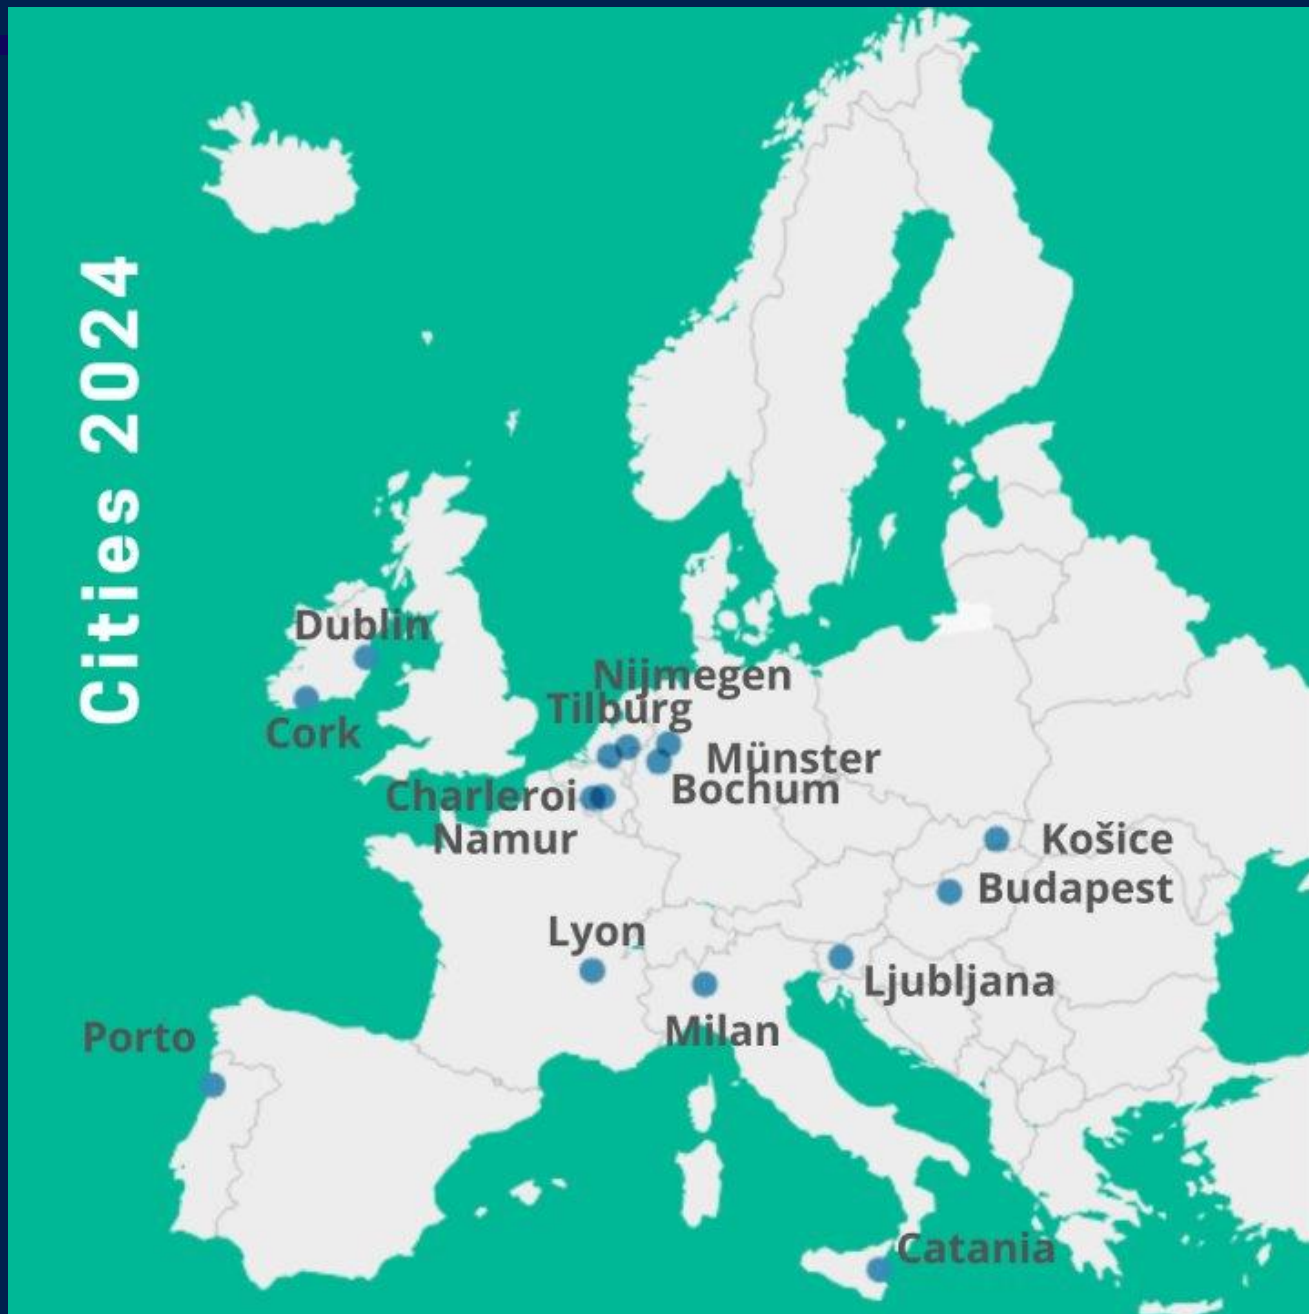 Cities 2024
Dublin
Cork
Nijmegen
Tilburg
Münster
Bochum
Charleroi
Namur
Košice
Budapest
Lyon
Ljubljana
Milan
Porto
Catania